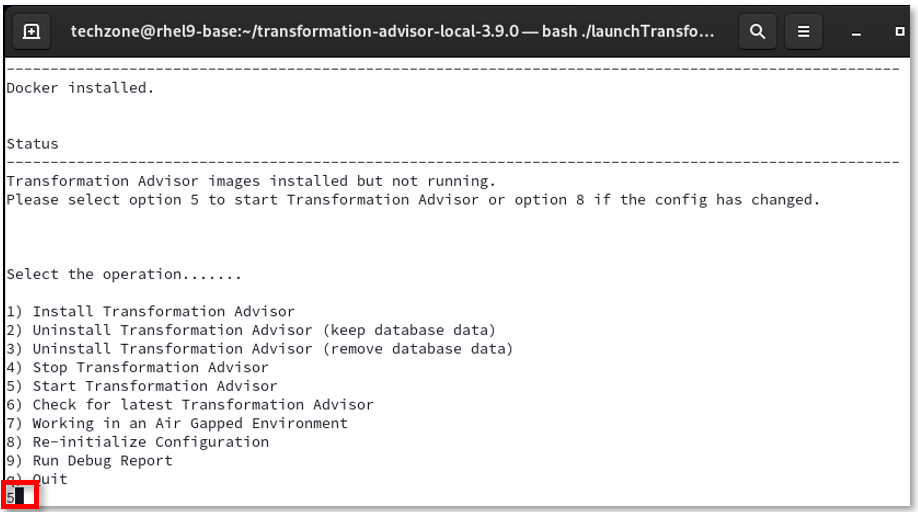 techzone@rhel9-base:~/transformation-advisor-local-3.9.0 — bash ./launchTransfo...
----------------------------------------------------------------------------------------------------
Docker installed.
Status
----------------------------------------------------------------------------------------------------
Transformation Advisor images installed but not running.
Please select option 5 to start Transformation Advisor or option 8 if the config has changed.
Select the operation.......
1) Install Transformation Advisor
2) Uninstall Transformation Advisor (keep database data)
3) Uninstall Transformation Advisor (remove database data)
4) Stop Transformation Advisor
5) Start Transformation Advisor
6) Check for latest Transformation Advisor
7) Working in an Air Gapped Environment
8) Re-initialize Configuration
9) Run Debug Report
q) Quit
5